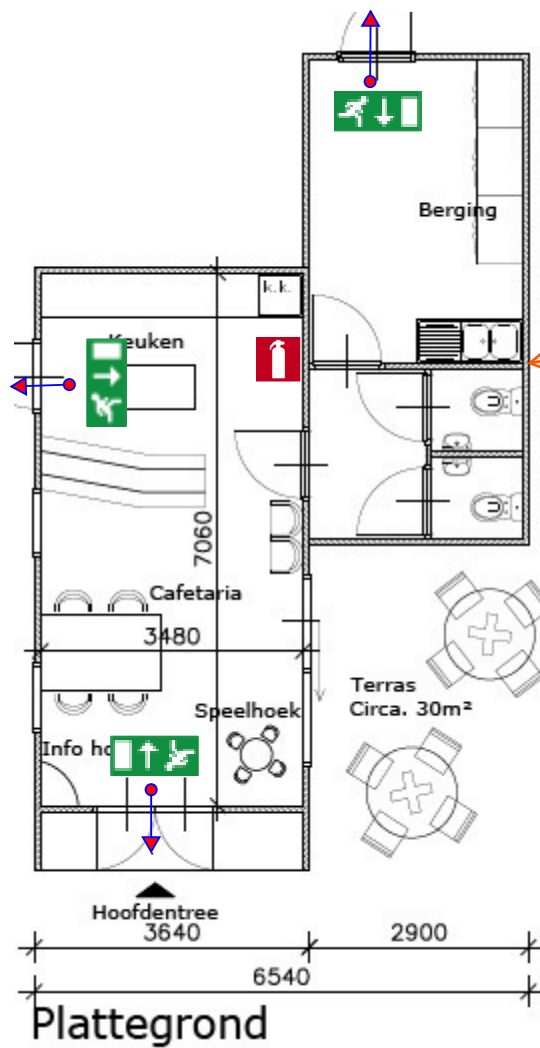 Berging
k.k.
Keuken
7060
Cafetaria
3480
Terras
Circa. 30m²
Speelhoek
Info ho
Hoofdentree
3640
2900
6540
Plattegrond